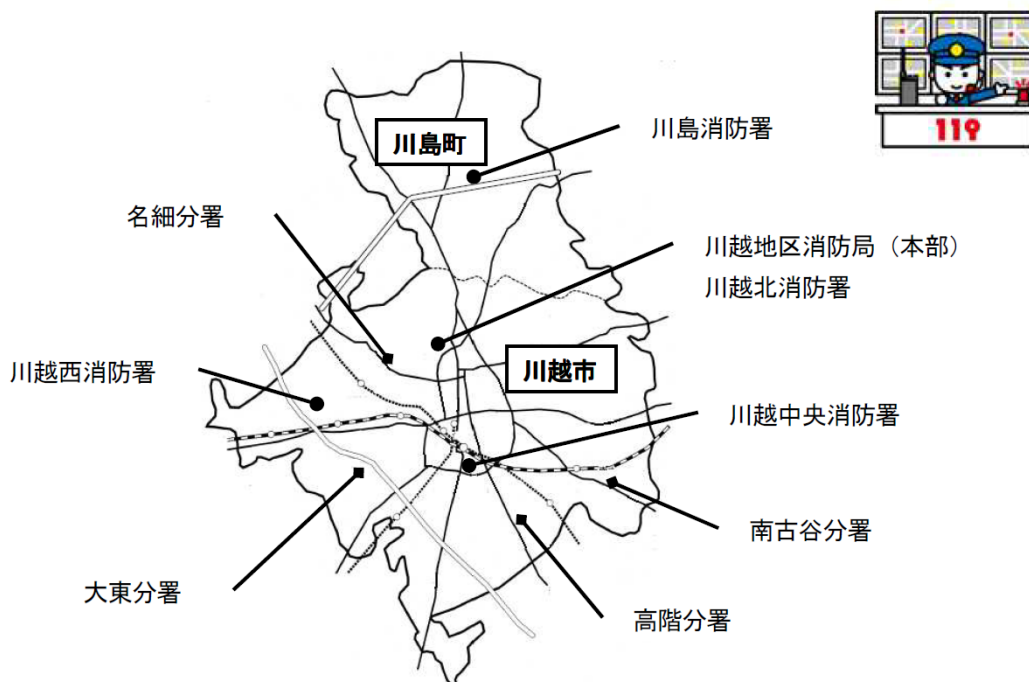 119
川島町
川島消防署
名細分署
川越地区消防局（本部）
川越北消防署
川越西消防署
川越市
川越中央消防署
南古谷分署
大東分署
高階分署